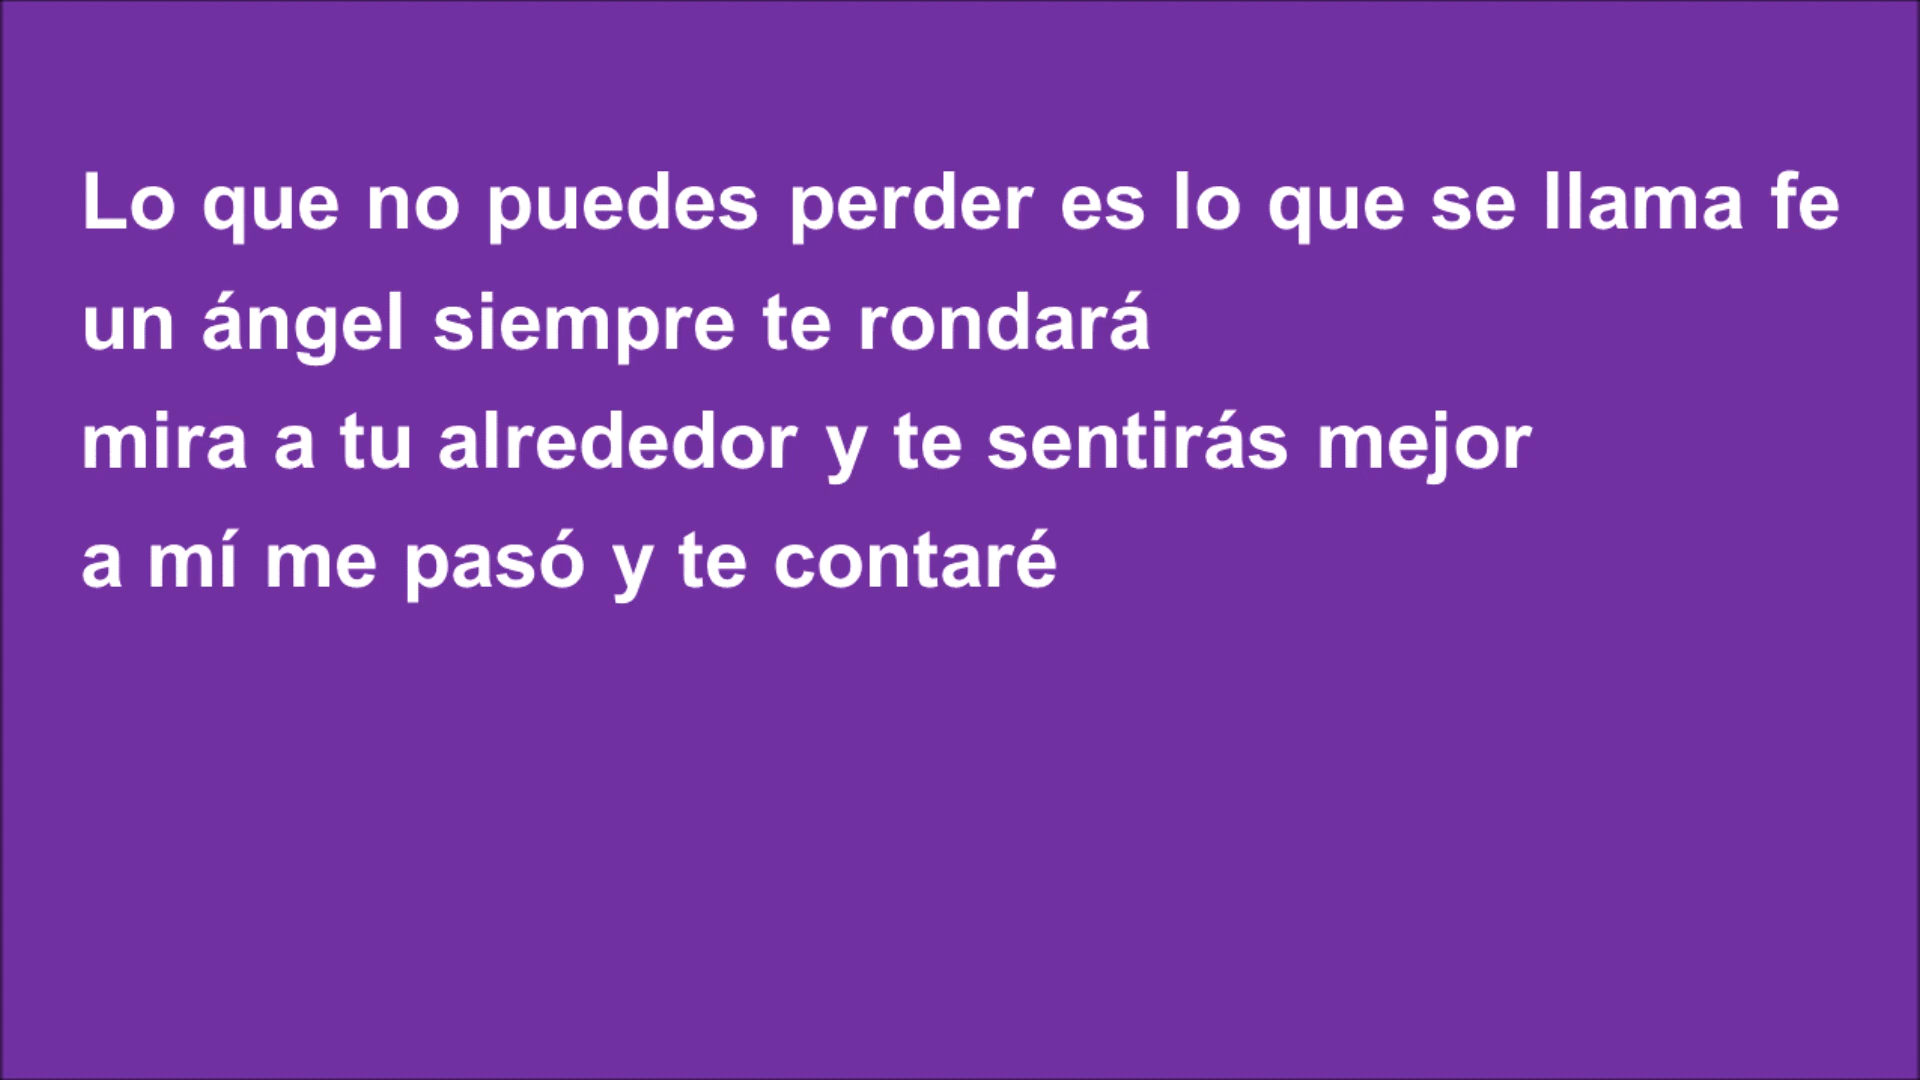 Lo que no puedes perder es lo que se llama fe
un ángel siempre te rondará
mira a tu alrededor y te sentirás mejor
a mí me pasó y te contaré